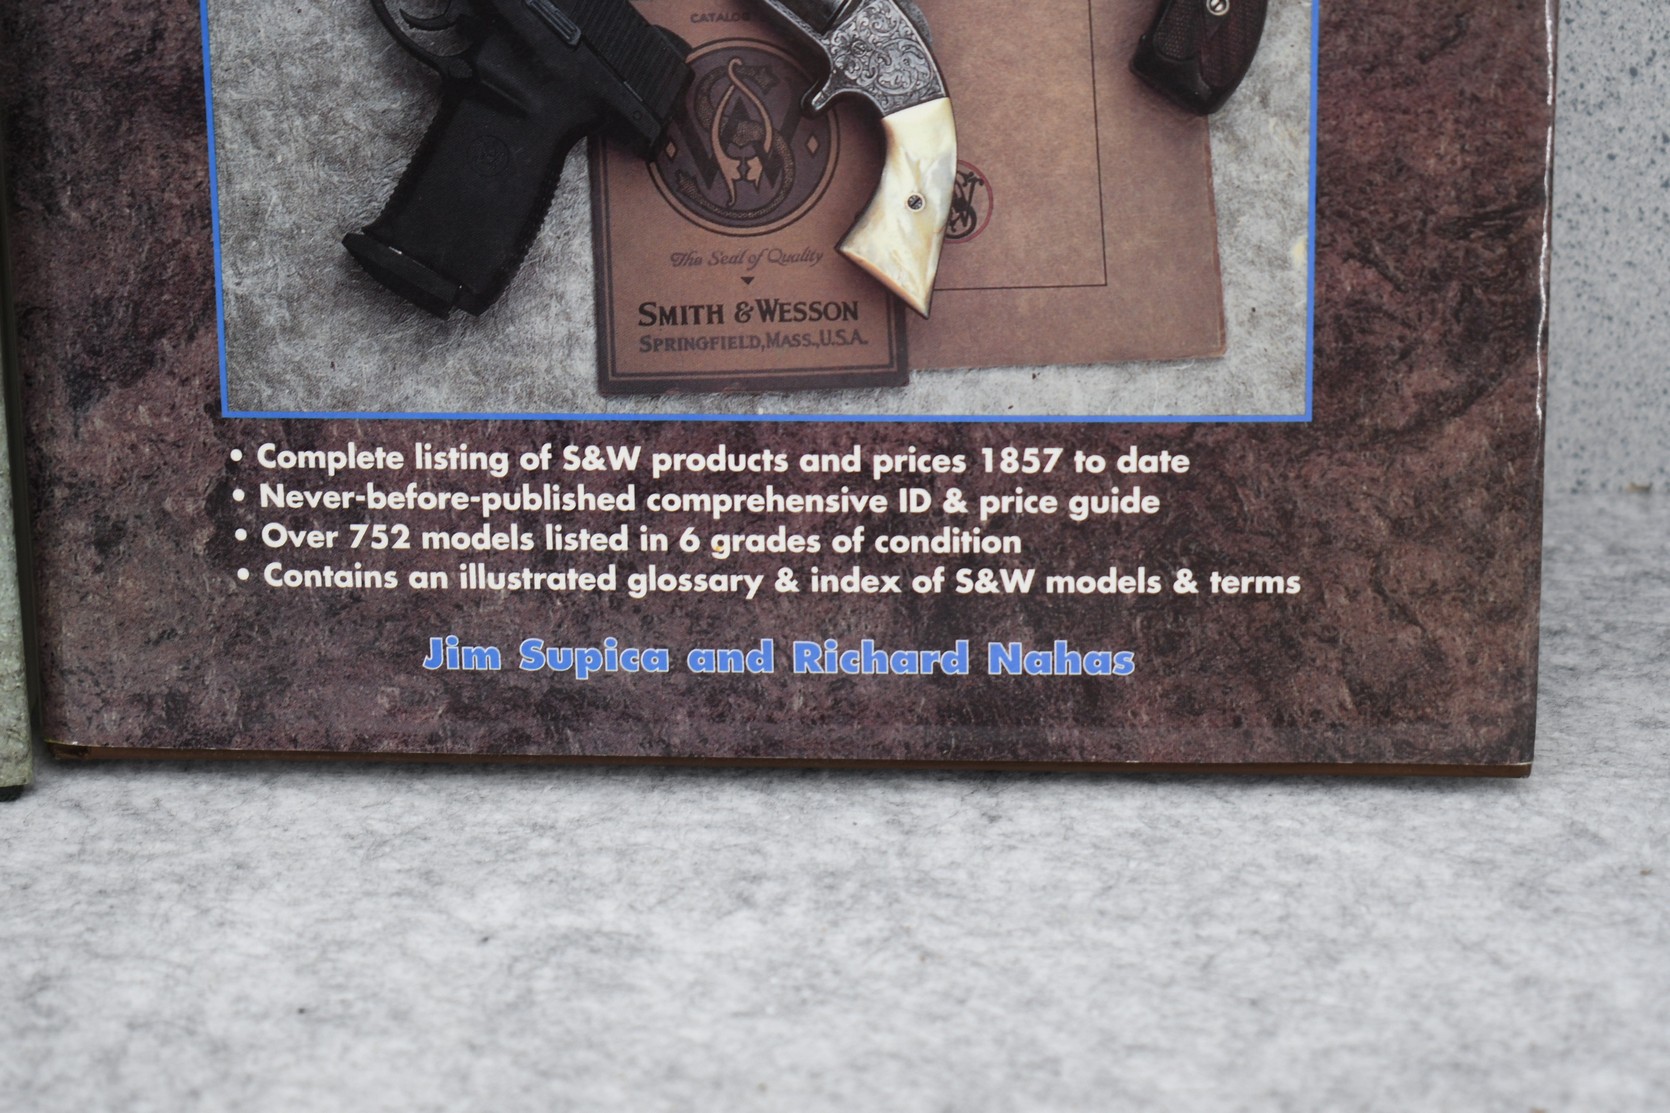 CATALOG
The Seal of Quality
SMITH & WESSON
SPRINGFIELD, MASS., U.S.A.
• Complete listing of S&W products and prices 1857 to date
• Never-before-published comprehensive ID & price guide
• Over 752 models listed in 6 grades of condition
• Contains an illustrated glossary & index of S&W models & terms
Jim Supica and Richard Nahas